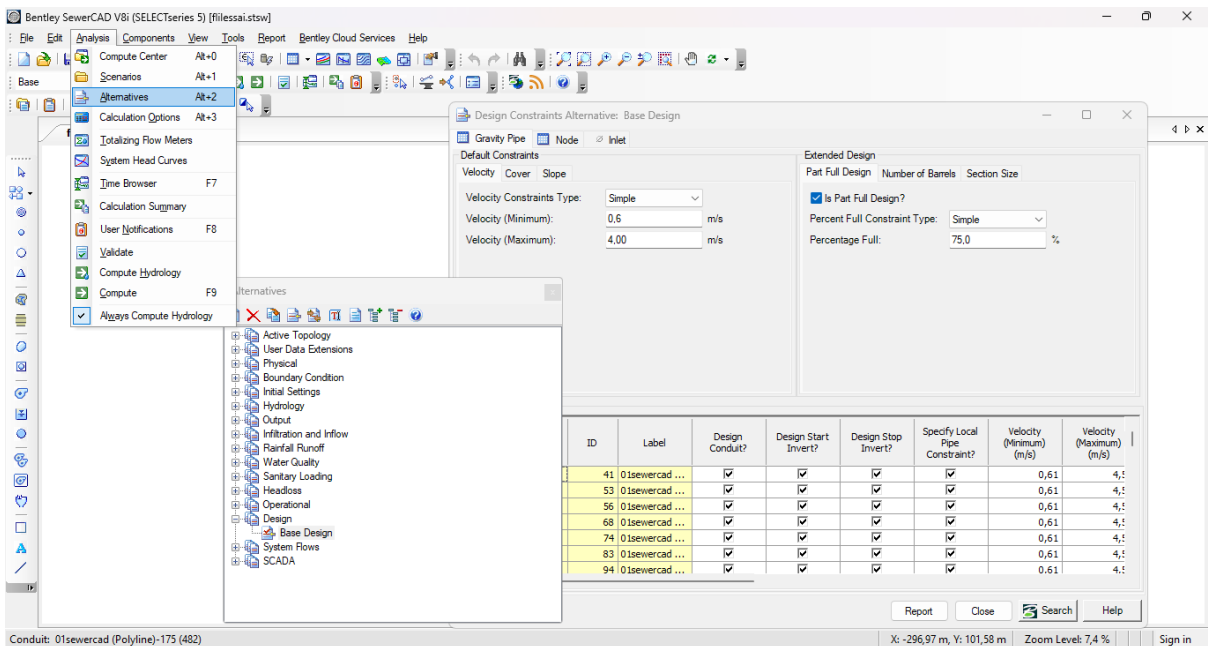 Bentley SewerCAD V8i (SELECTseries 5) [flilessai.stsw]
File Edit Analysis Components View Tools Report Bentley Cloud Services Help
Base
Compute Center Alt+0
Scenarios Alt+1
Alternatives Alt+2
Calculation Options Alt+3
Totalizing Flow Meters
System Head Curves
Time Browser F7
Calculation Summary
User Notifications F8
Validate
Compute Hydrology
Compute F9
Always Compute Hydrology
Design Constraints Alternative: Base Design
Gravity Pipe Node Inlet
Default Constraints
Velocity Cover Slope
Velocity Constraints Type: Simple
Velocity (Minimum): 0,6 m/s
Velocity (Maximum): 4,00 m/s
Extended Design
Part Full Design Number of Barrels Section Size
Is Part Full Design?
Percent Full Constraint Type: Simple
Percentage Full: 75,0 %
Alternatives
Active Topology
User Data Extensions
Physical
Boundary Condition
Initial Settings
Hydrology
Output
Infiltration and Inflow
Rainfall Runoff
Water Quality
Sanitary Loading
Headloss
Operational
Design
Base Design
System Flows
SCADA
ID Label Design Conduit? Design Start Invert? Design Stop Invert? Specify Local Pipe Constraint? Velocity (Minimum) (m/s) Velocity (Maximum) (m/s)
41 01sewercad ... 0,61
53 01sewercad ... 0,61
56 01sewercad ... 0,61
68 01sewercad ... 0,61
74 01sewercad ... 0,61
83 01sewercad ... 0,61
94 01sewercad ... 0,61
Report Close Search Help
Conduit: 01sewercad (Polyline)-175 (482) X: -296,97 m, Y: 101,58 m Zoom Level: 7,4 % Sign in